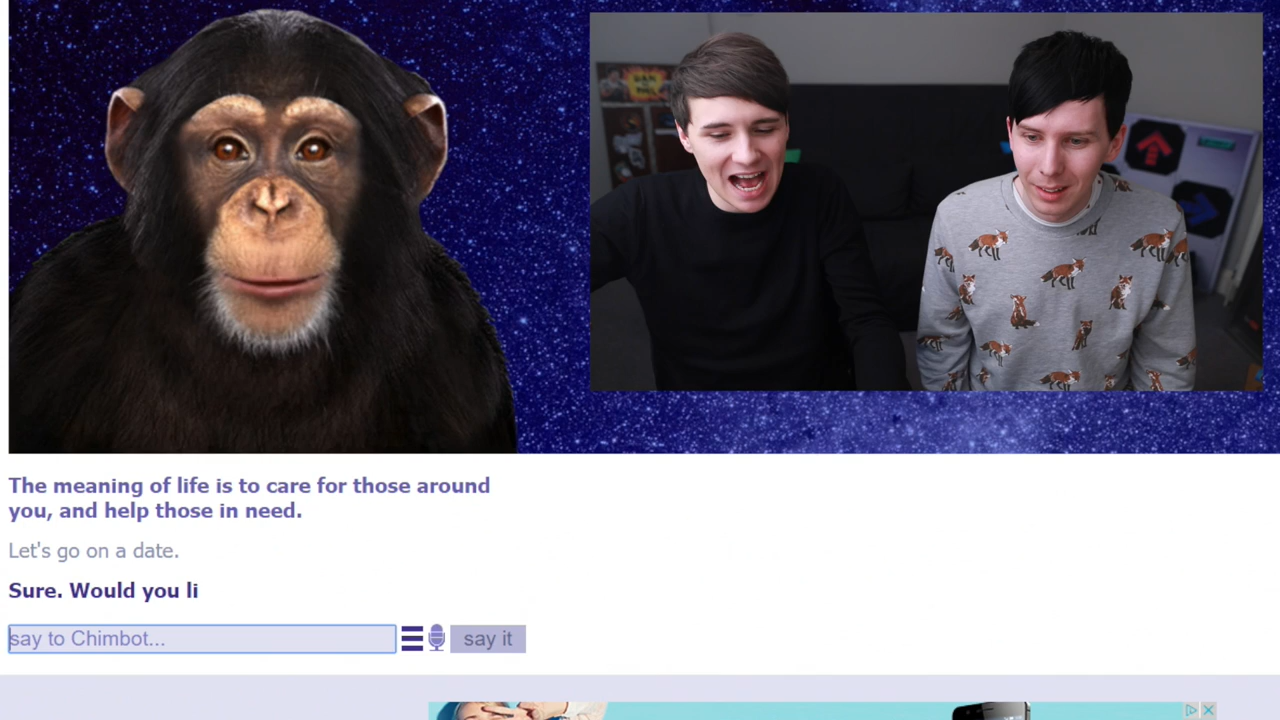 The meaning of life is to care for those around
you, and help those in need.
Let's go on a date.
Sure. Would you li
say to Chimbot...
say it